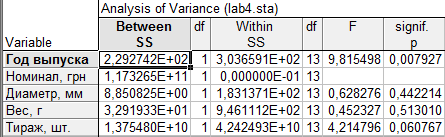 Analysis of Variance (lab4.sta)
Between df Within df F signif.
Variable SS SS p
Год выпуска 2,292742E+02 1 3,036591E+02 13 9,815498 0,007927
Номинал, грн 1,173265E+11 1 0,000000E-01 13
Диаметр, мм 8,850825E+00 1 1,831371E+02 13 0,628276 0,442214
Вес, г 3,291933E+01 1 9,461112E+02 13 0,452327 0,513010
Тираж, шт. 1,375480E+10 1 4,242493E+10 13 4,214796 0,060767